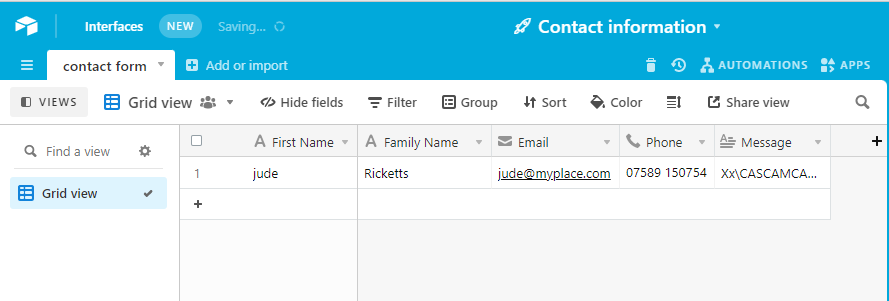 Interfaces NEW Saving... Contact information
contact form Add or import AUTOMATIONS APPS
VIEWS Grid view Hide fields Filter Group Sort Color Share view
Find a view
Grid view
First Name Family Name Email Phone Message
1 jude Ricketts jude@myplace.com 07589 150754 Xx\CASCAMCA...